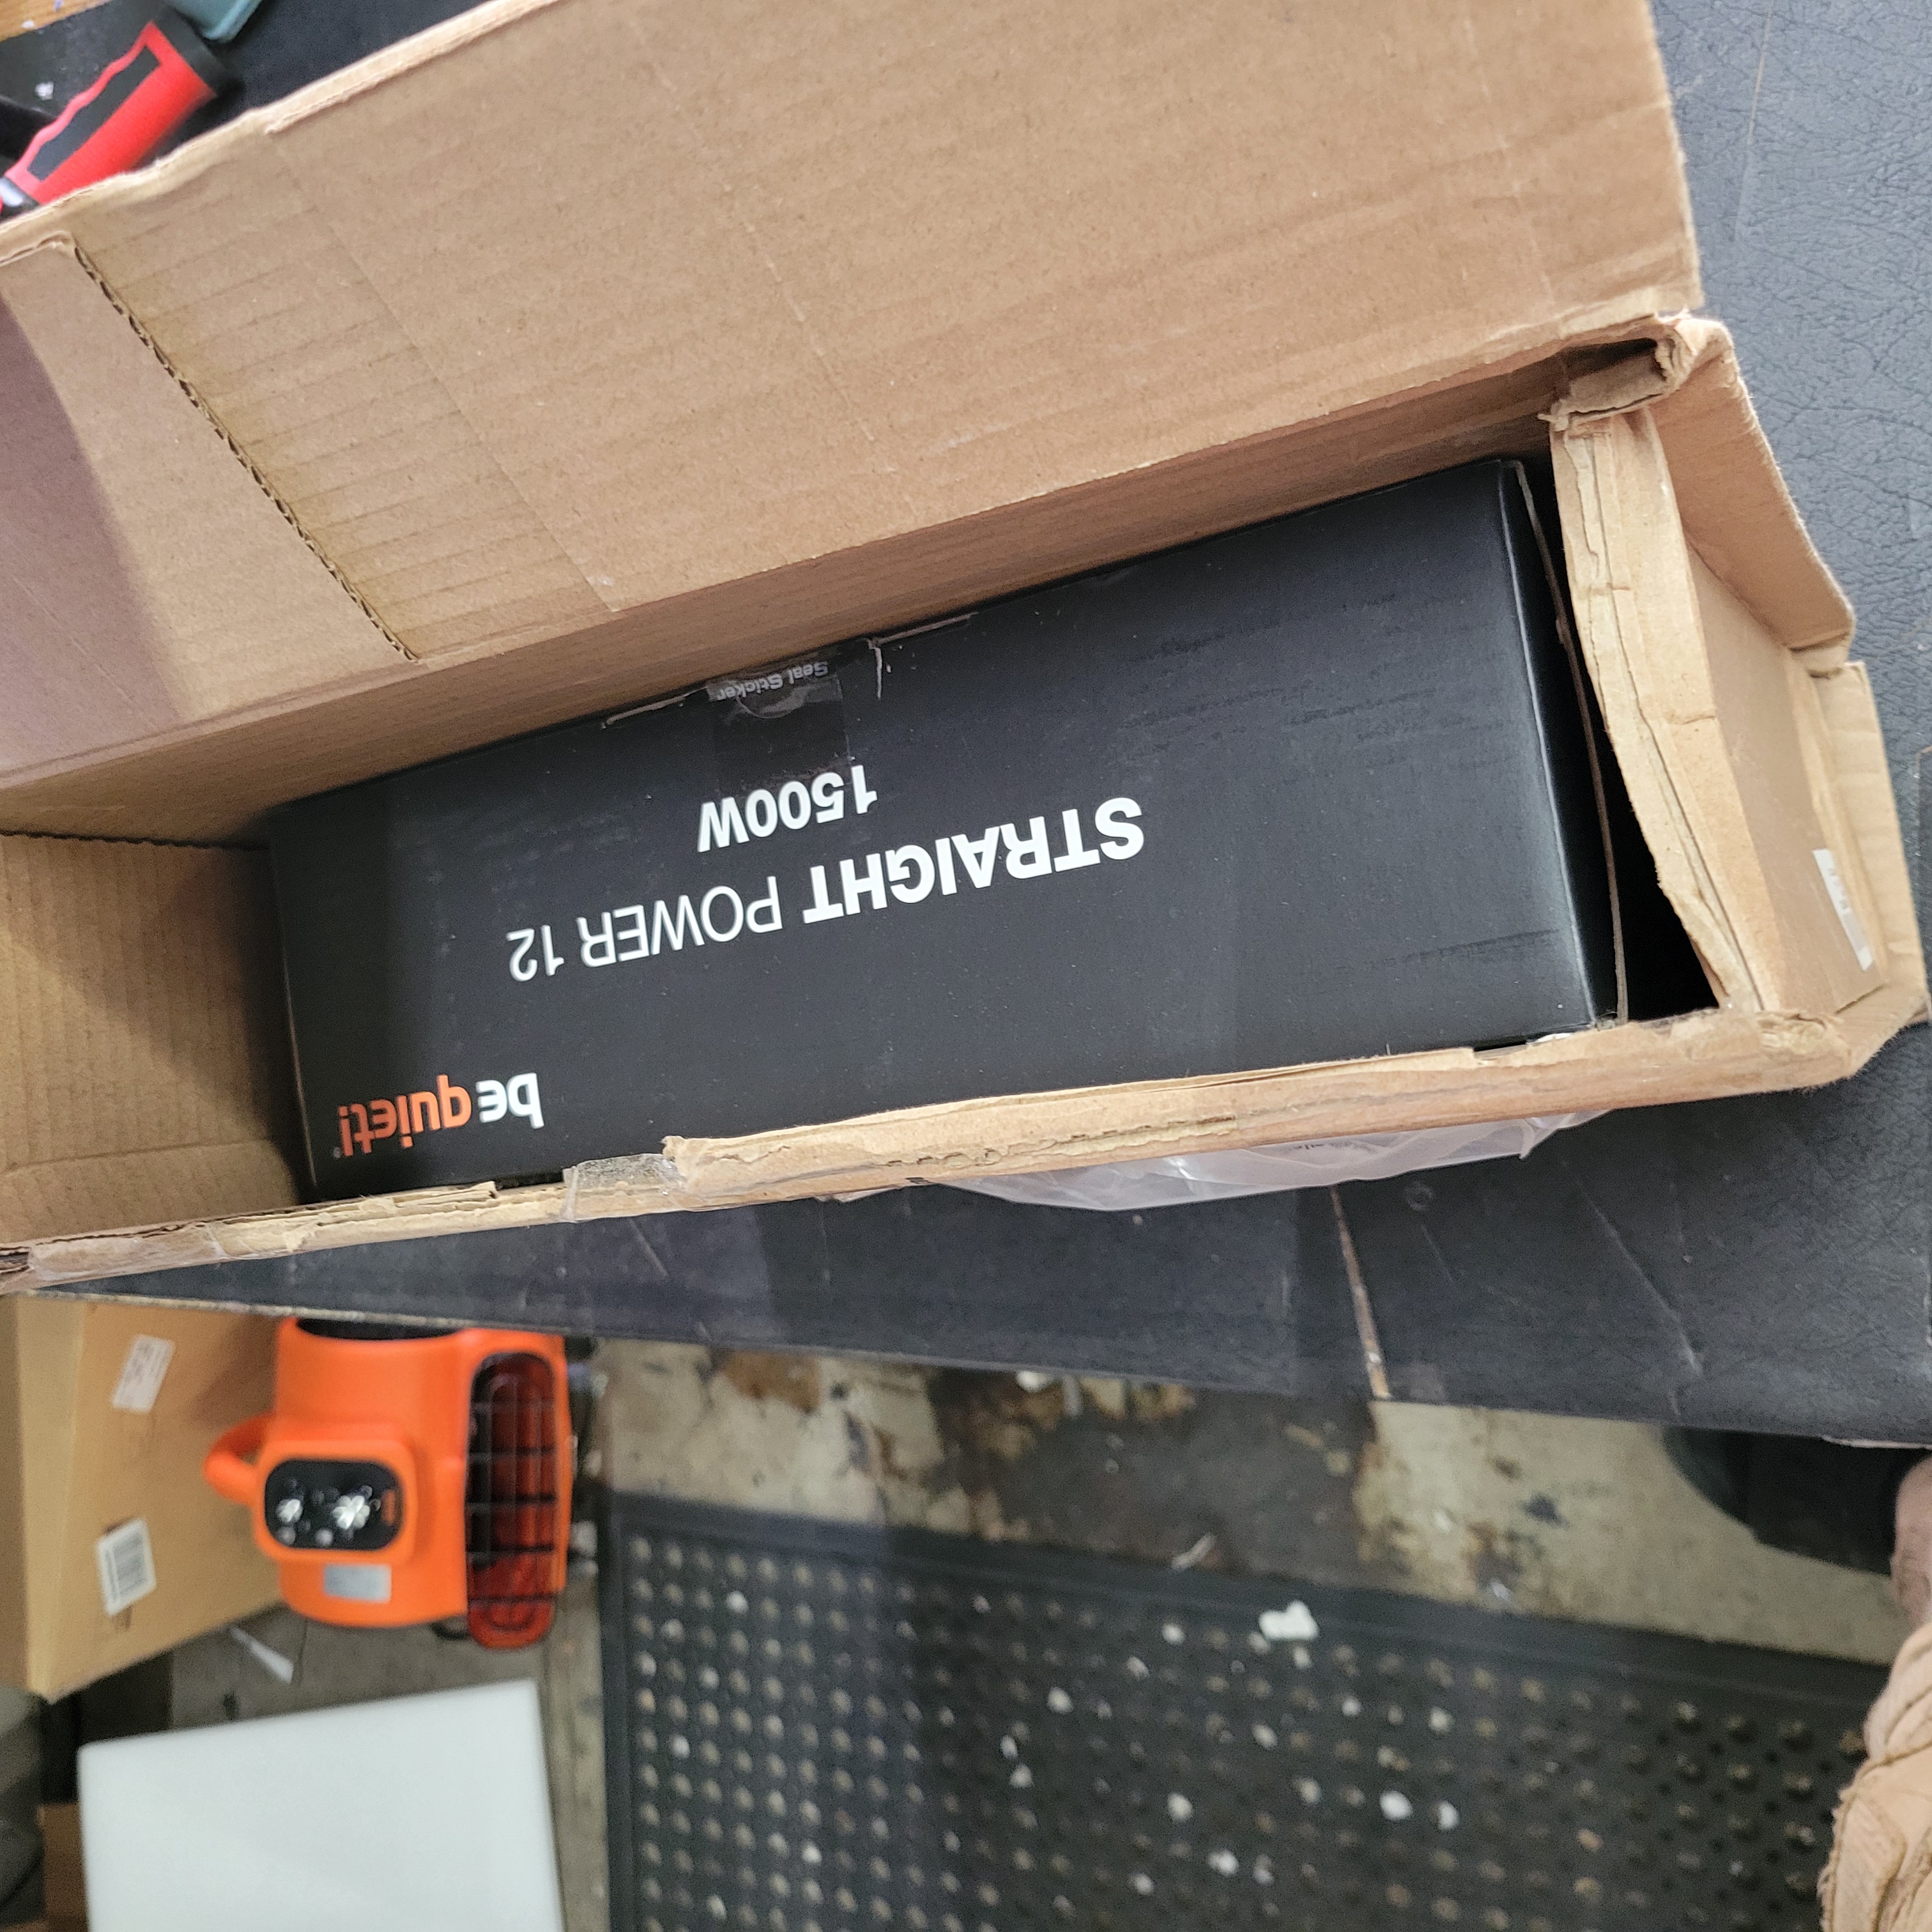 be quiet!®
STRAIGHT POWER 12
1500W
Seal Sticker